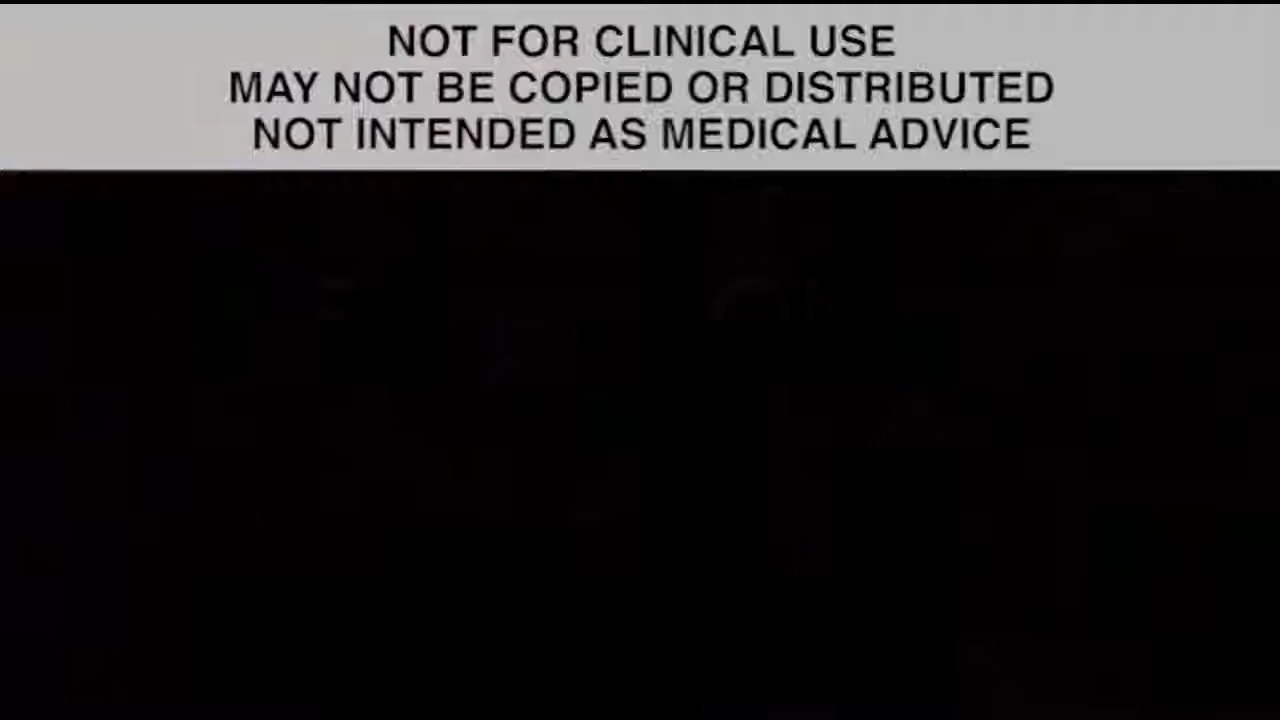 NOT FOR CLINICAL USE
MAY NOT BE COPIED OR DISTRIBUTED
NOT INTENDED AS MEDICAL ADVICE